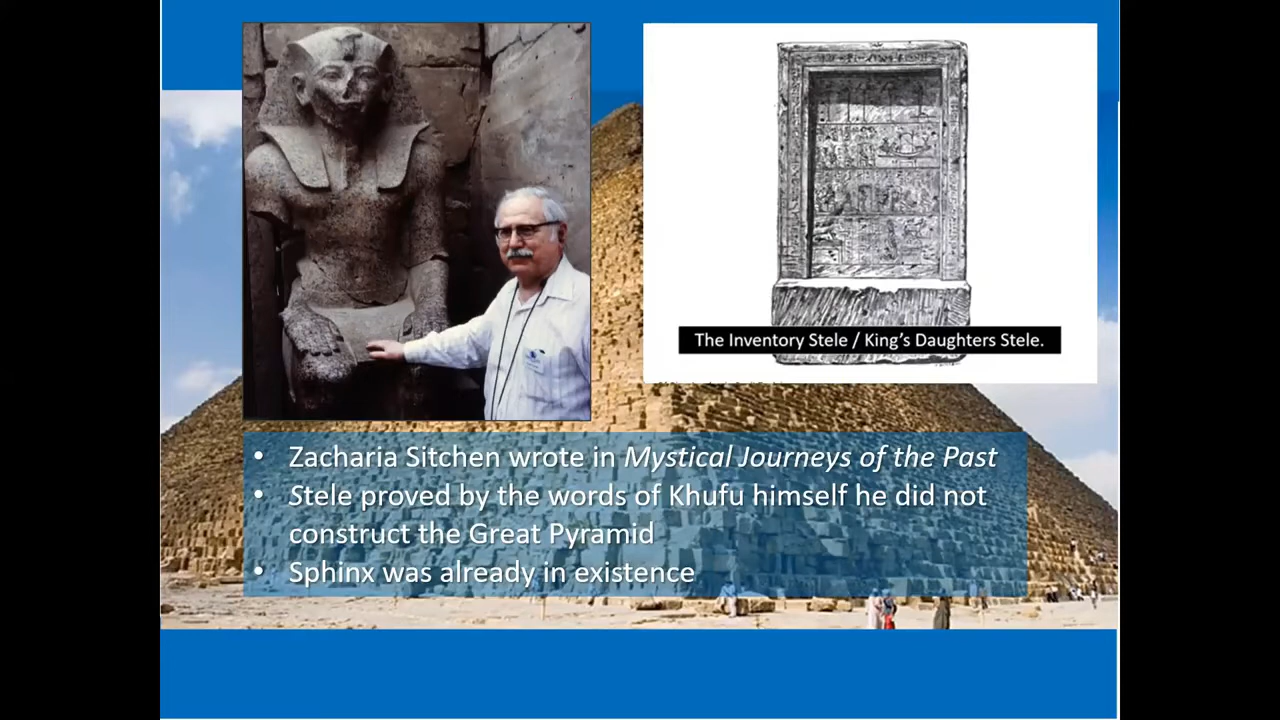 The Inventory Stele / King's Daughters Stele.
• Zacharia Sitchen wrote in Mystical Journeys of the Past
• Stele proved by the words of Khufu himself he did not
construct the Great Pyramid
• Sphinx was already in existence